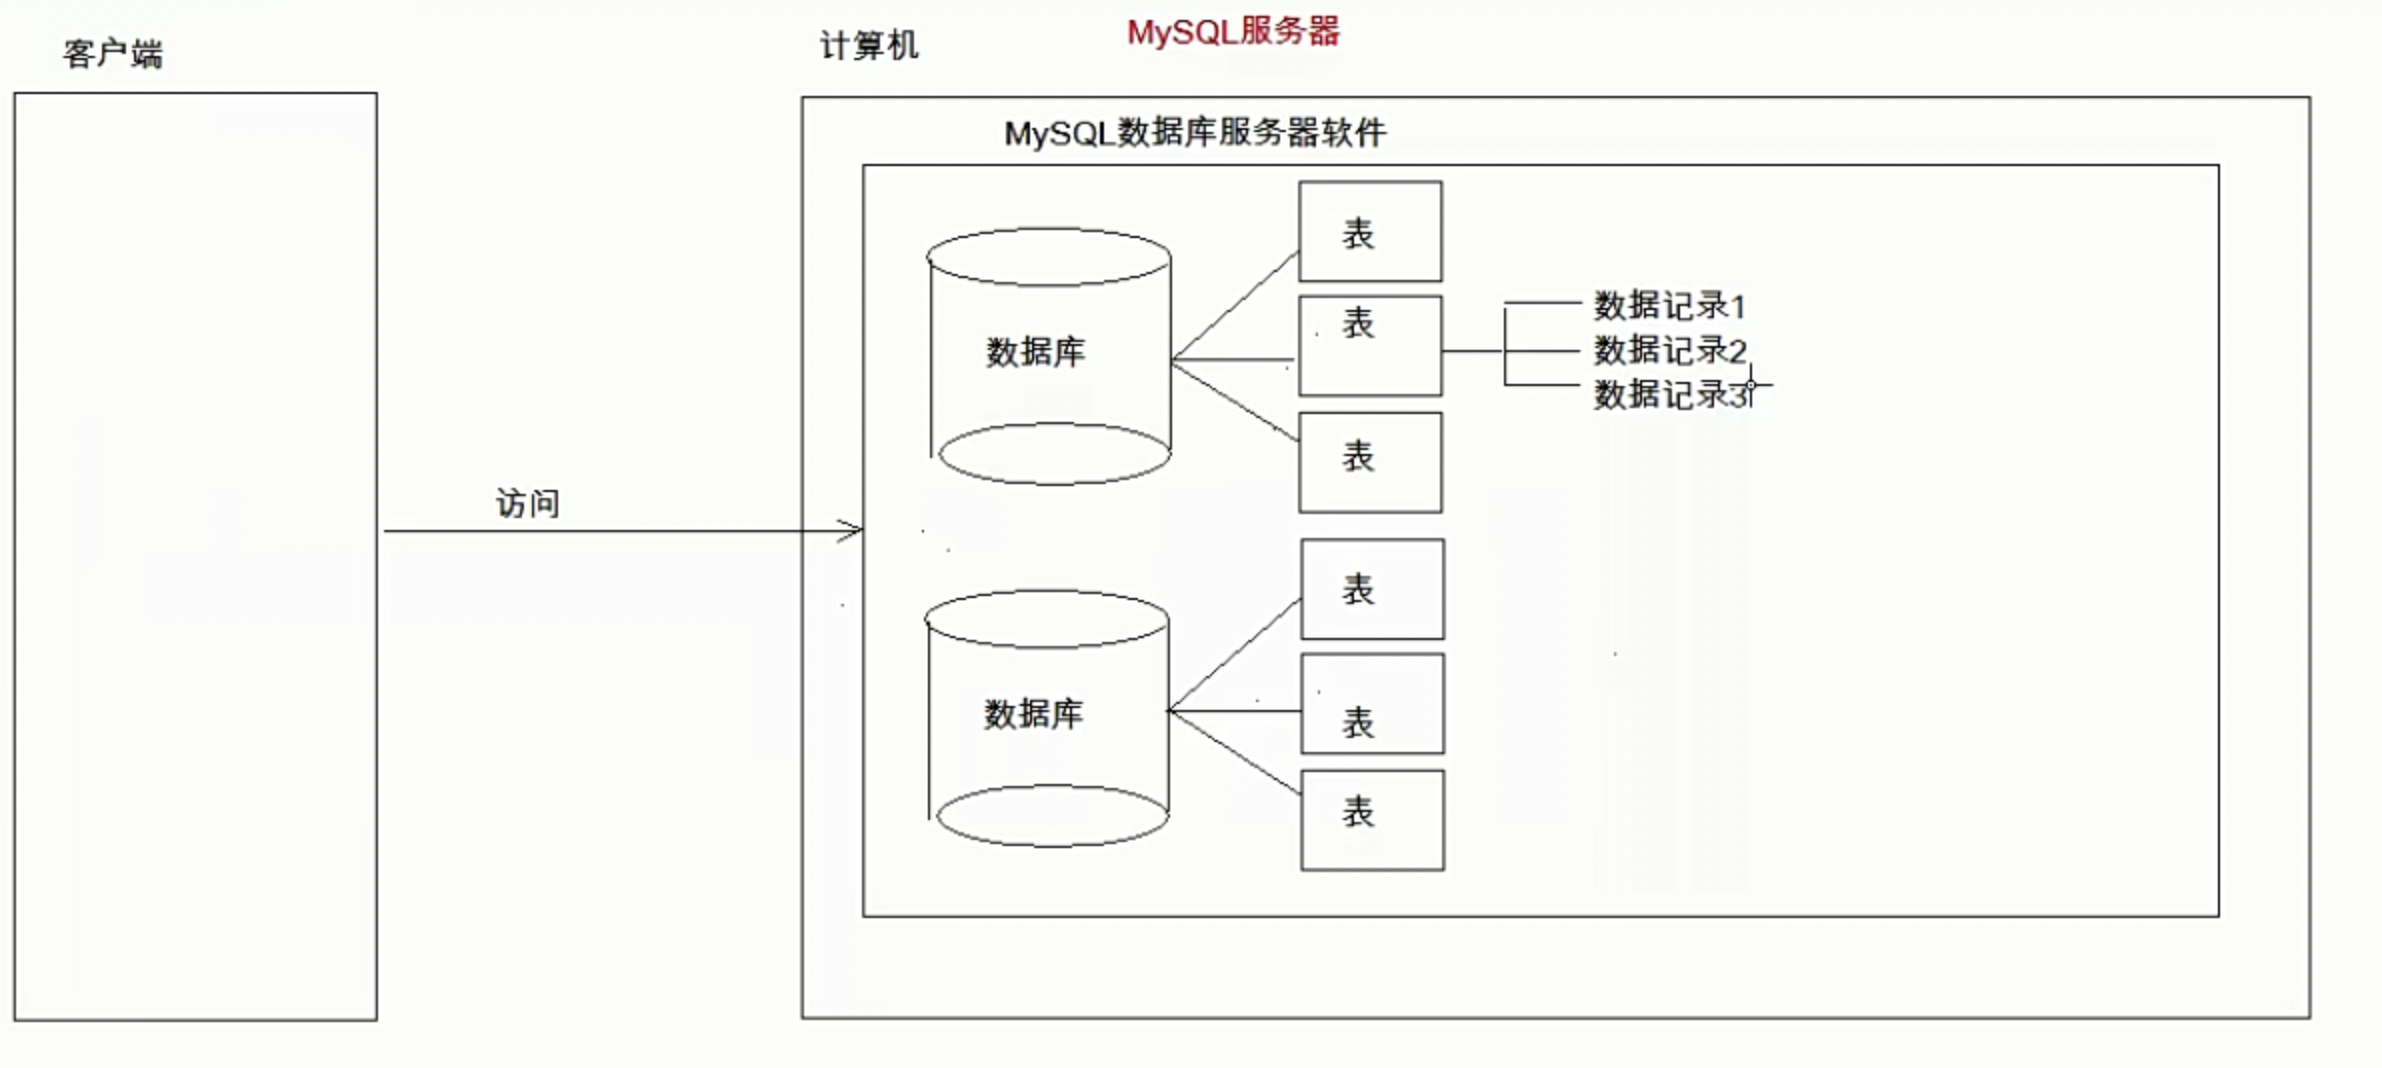 客户端
计算机
MySQL服务器
MySQL数据库服务器软件
表
数据库
表
数据记录1
数据记录2
数据记录3
表
访问
表
数据库
表
表